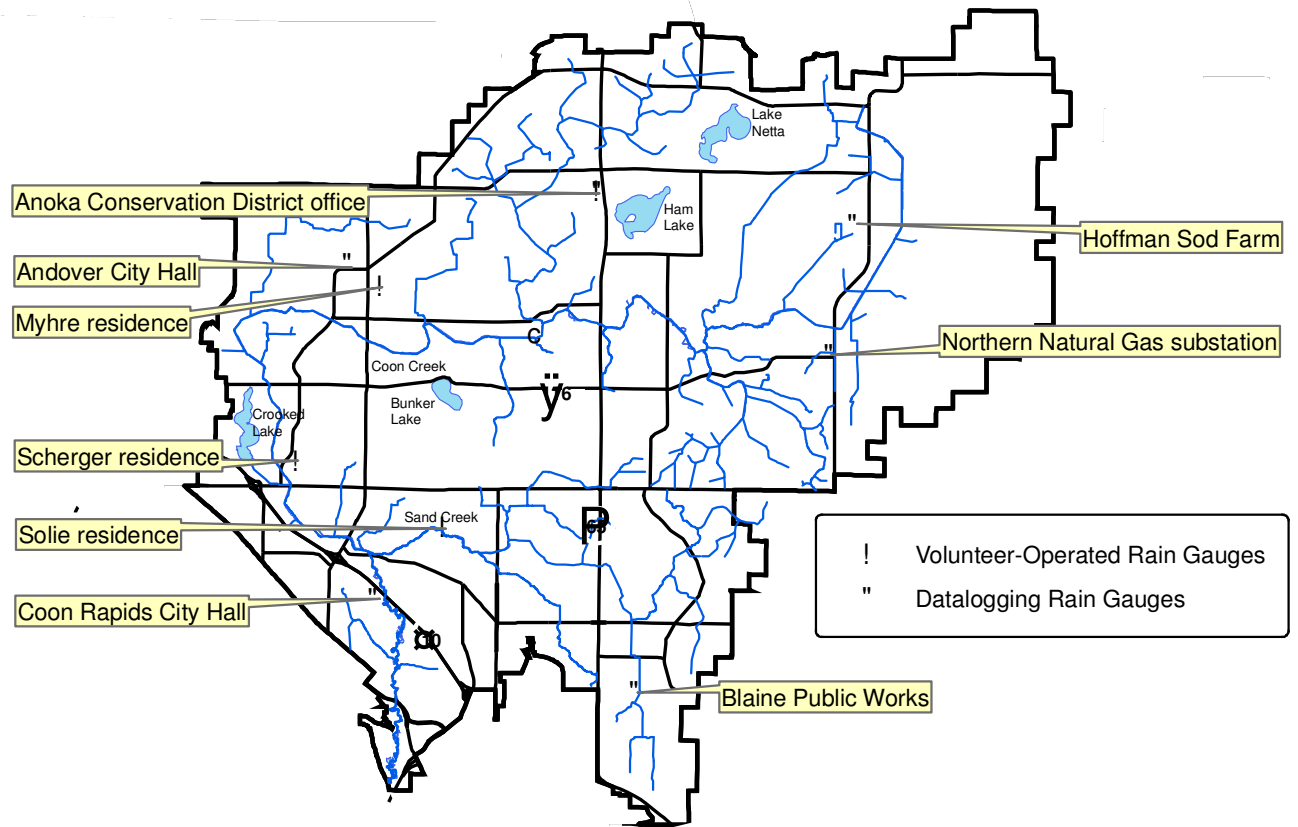 Lake
Netta
Anoka Conservation District office
"
!
Ham
Lake
"
Hoffman Sod Farm
Andover City Hall
"
Myhre residence
!
C
"
Northern Natural Gas substation
Coon Creek
ÿ
Bunker
Lake
Crooked
Lake
Scherger residence
!
Sand Creek
Solie residence
!
p
65
! Volunteer-Operated Rain Gauges
" Datalogging Rain Gauges
Coon Rapids City Hall
"
10
"
Blaine Public Works